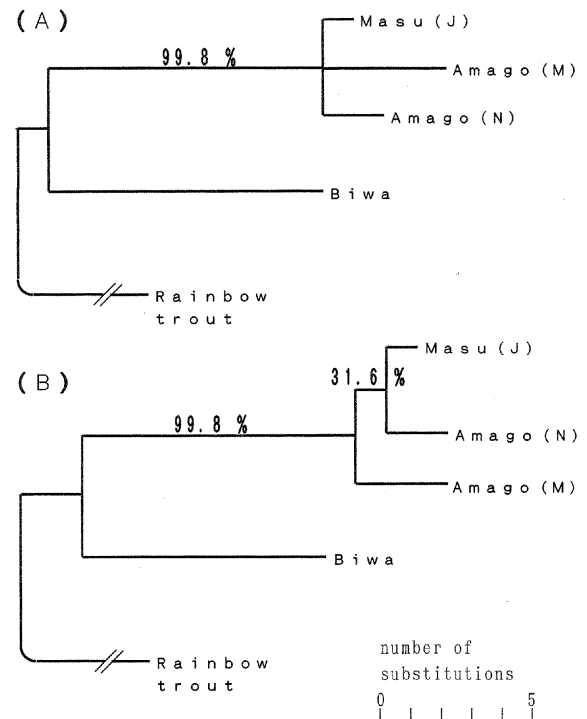 (A)
Masu (J)
99.8 %
Amago (M)
Amago (N)
Biwa
Rainbow
trout
(B)
Masu (J)
31.6 %
99.8 %
Amago (N)
Amago (M)
Biwa
Rainbow
trout
number of
substitutions
0 5